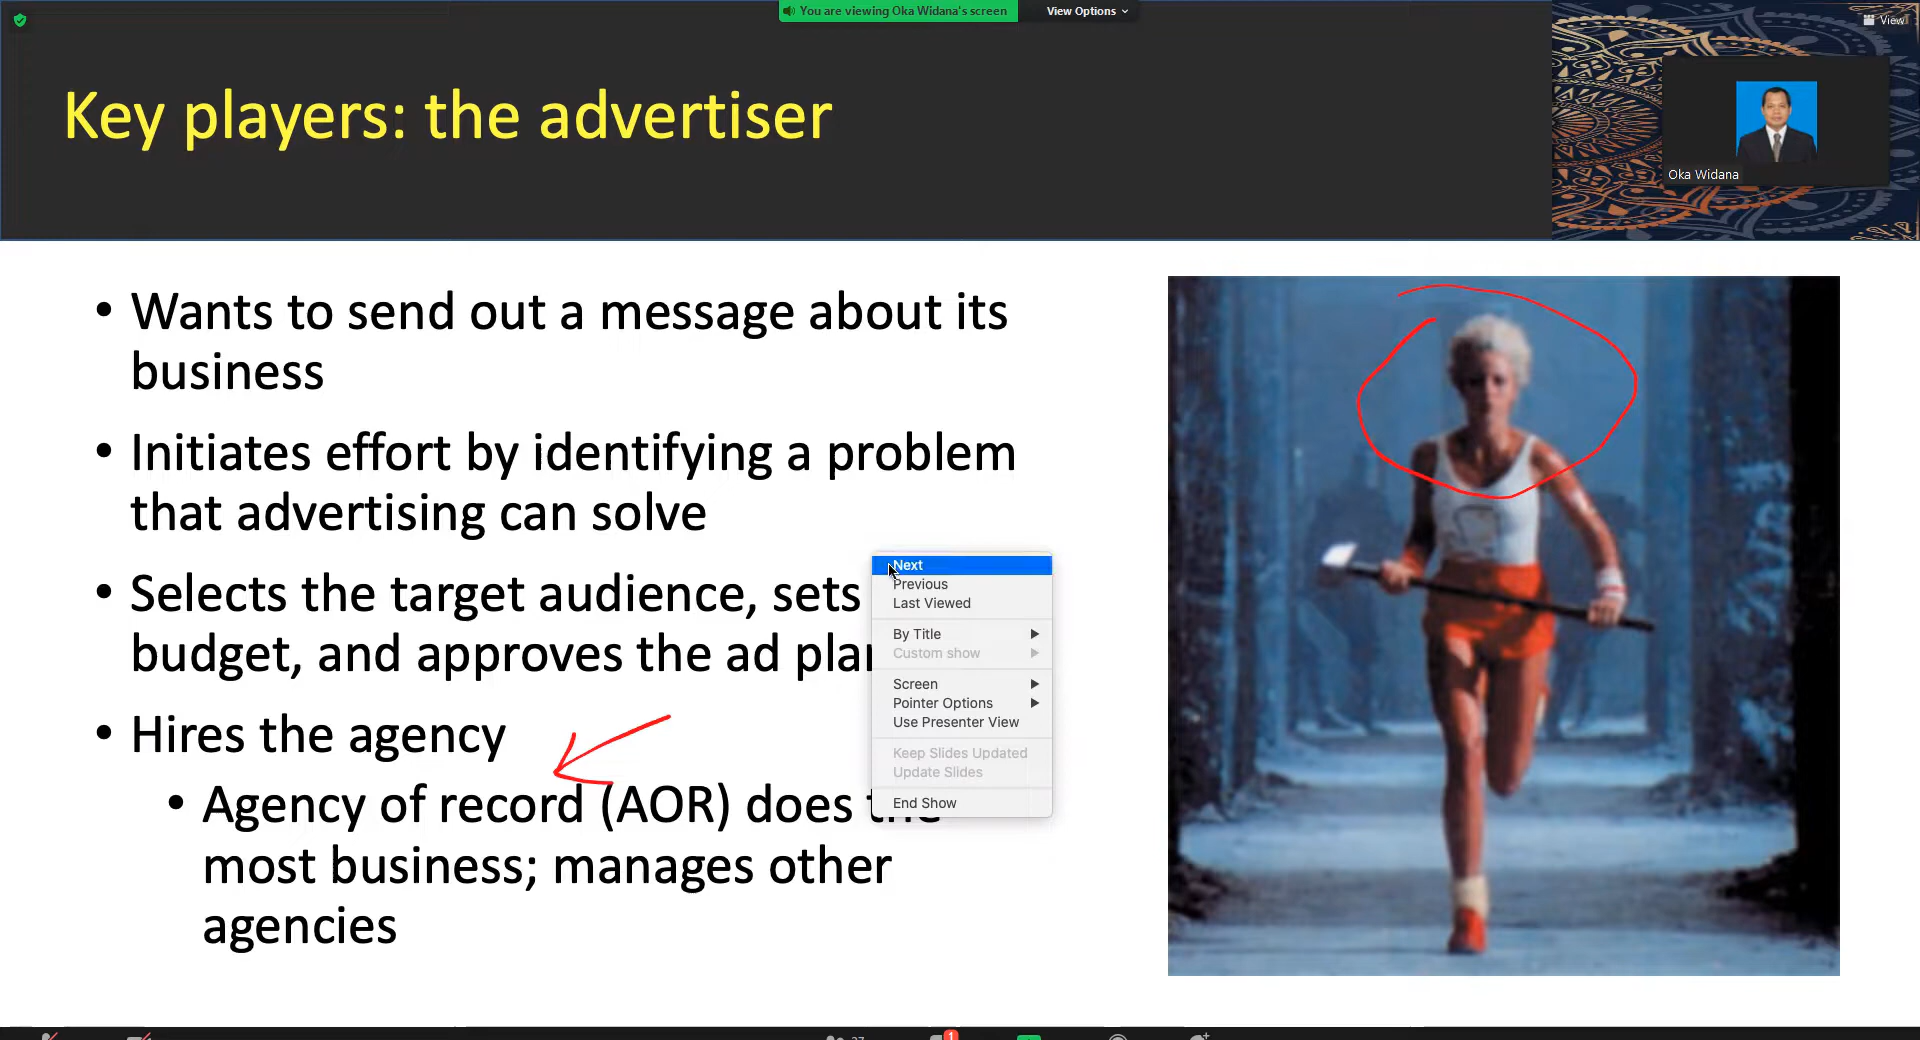 You are viewing Oka Widana's screen
View Options
View
Key players: the advertiser
Oka Widana
• Wants to send out a message about its
business
• Initiates effort by identifying a problem
that advertising can solve
• Selects the target audience, sets
budget, and approves the ad plan
• Hires the agency
• Agency of record (AOR) does the
most business; manages other
agencies
Next
Previous
Last Viewed
By Title
Custom show
Screen
Pointer Options
Use Presenter View
Keep Slides Updated
Update Slides
End Show
1